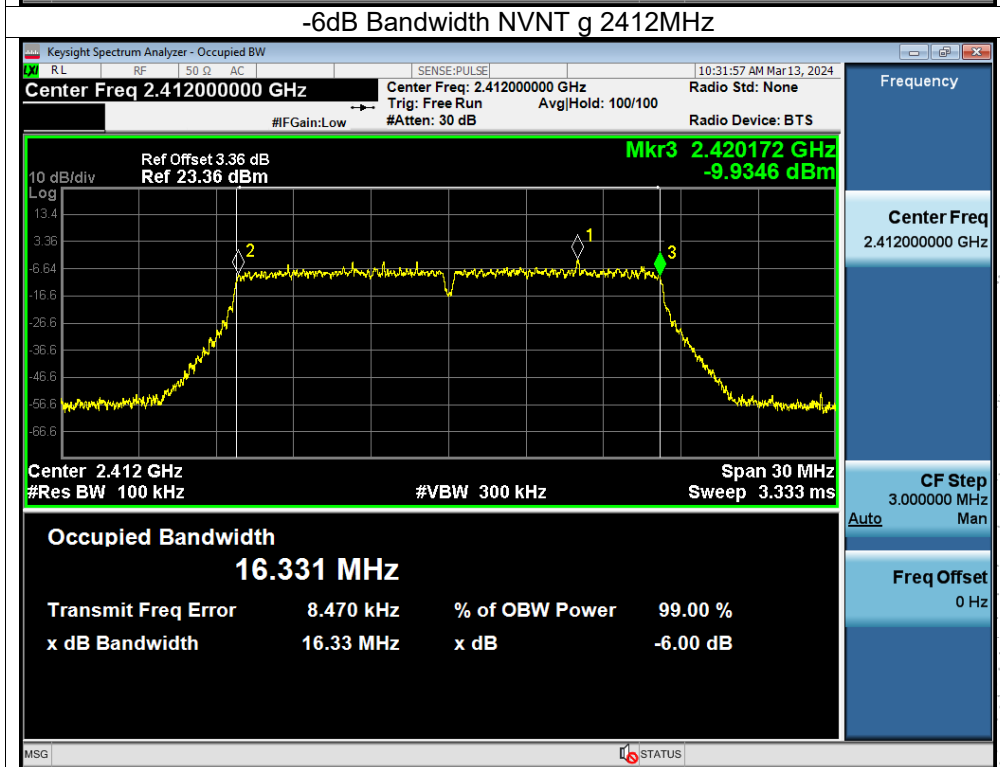 -6dB Bandwidth NVNT g 2412MHz
Keysight Spectrum Analyzer - Occupied BW
LXI RL RF 50 Ω AC SENSE:PULSE 10:31:57 AM Mar 13, 2024
Center Freq 2.412000000 GHz Center Freq: 2.412000000 GHz Radio Std: None Frequency
Trig: Free Run Avg|Hold: 100/100
#IFGain:Low #Atten: 30 dB Radio Device: BTS
Mkr3 2.420172 GHz
-9.9346 dBm
Ref Offset 3.36 dB
10 dB/div Ref 23.36 dBm
Log
13.4
3.36
-6.64
-16.6
-26.6
-36.6
-46.6
-56.6
-66.6
2
1
3
Center Freq
2.412000000 GHz
Center 2.412 GHz Span 30 MHz
#Res BW 100 kHz #VBW 300 kHz Sweep 3.333 ms
CF Step
3.000000 MHz
Auto Man
Occupied Bandwidth
16.331 MHz
Freq Offset
0 Hz
Transmit Freq Error 8.470 kHz % of OBW Power 99.00 %
x dB Bandwidth 16.33 MHz x dB -6.00 dB
MSG STATUS